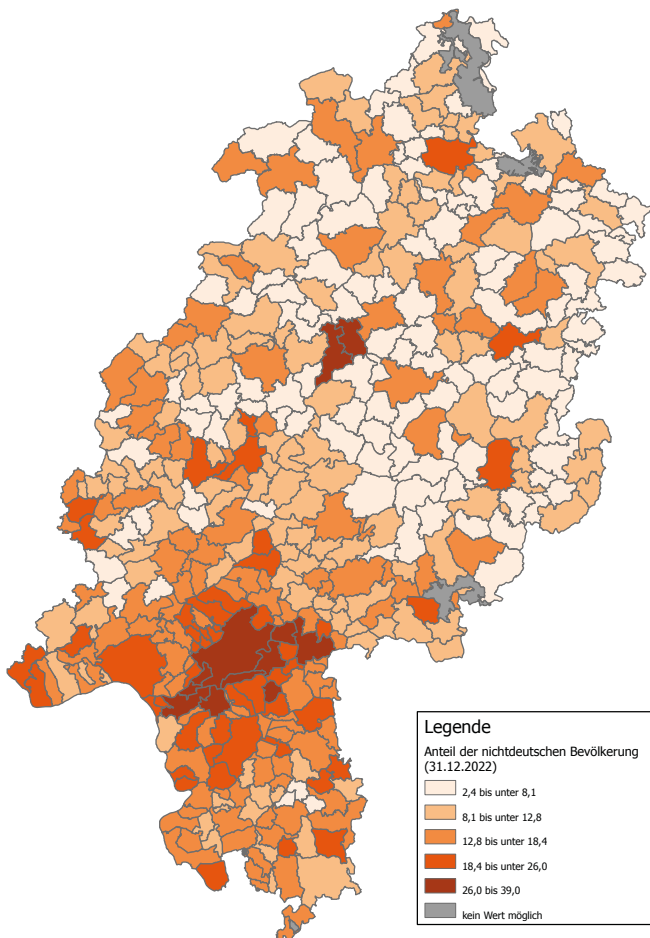 Legende
Anteil der nichtdeutschen Bevölkerung
(31.12.2022)
2,4 bis unter 8,1
8,1 bis unter 12,8
12,8 bis unter 18,4
18,4 bis unter 26,0
26,0 bis 39,0
kein Wert möglich